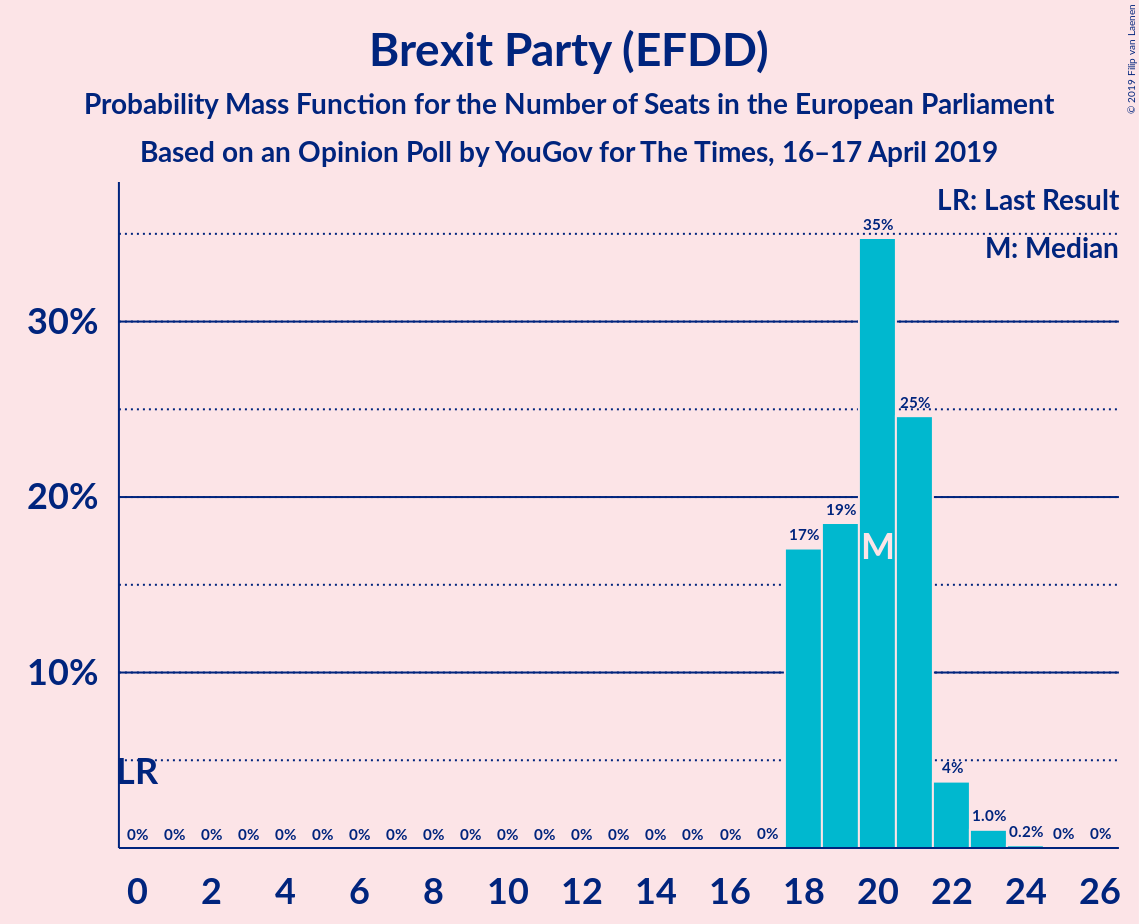 Brexit Party (EFDD)
Probability Mass Function for the Number of Seats in the European Parliament
Based on an Opinion Poll by YouGov for The Times, 16–17 April 2019
© 2019 Filip van Laenen
LR: Last Result
M: Median
30%
20%
10%
LR
M
0% 0% 0% 0% 0% 0% 0% 0% 0% 0% 0% 0% 0% 0% 0% 0% 0% 0% 17% 19% 35% 25% 4% 1.0% 0.2% 0% 0%
0 2 4 6 8 10 12 14 16 18 20 22 24 26